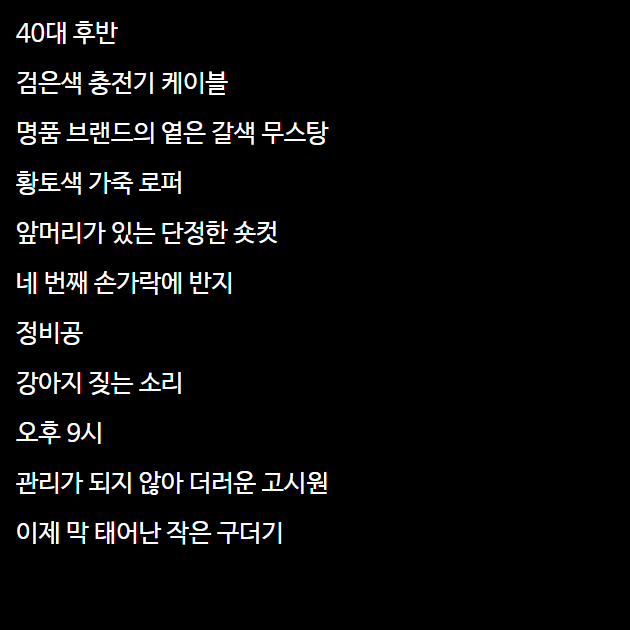 40대 후반
검은색 충전기 케이블
명품 브랜드의 옅은 갈색 무스탕
황토색 가죽 로퍼
앞머리가 있는 단정한 숏컷
네 번째 손가락에 반지
정비공
강아지 짖는 소리
오후 9시
관리가 되지 않아 더러운 고시원
이제 막 태어난 작은 구더기